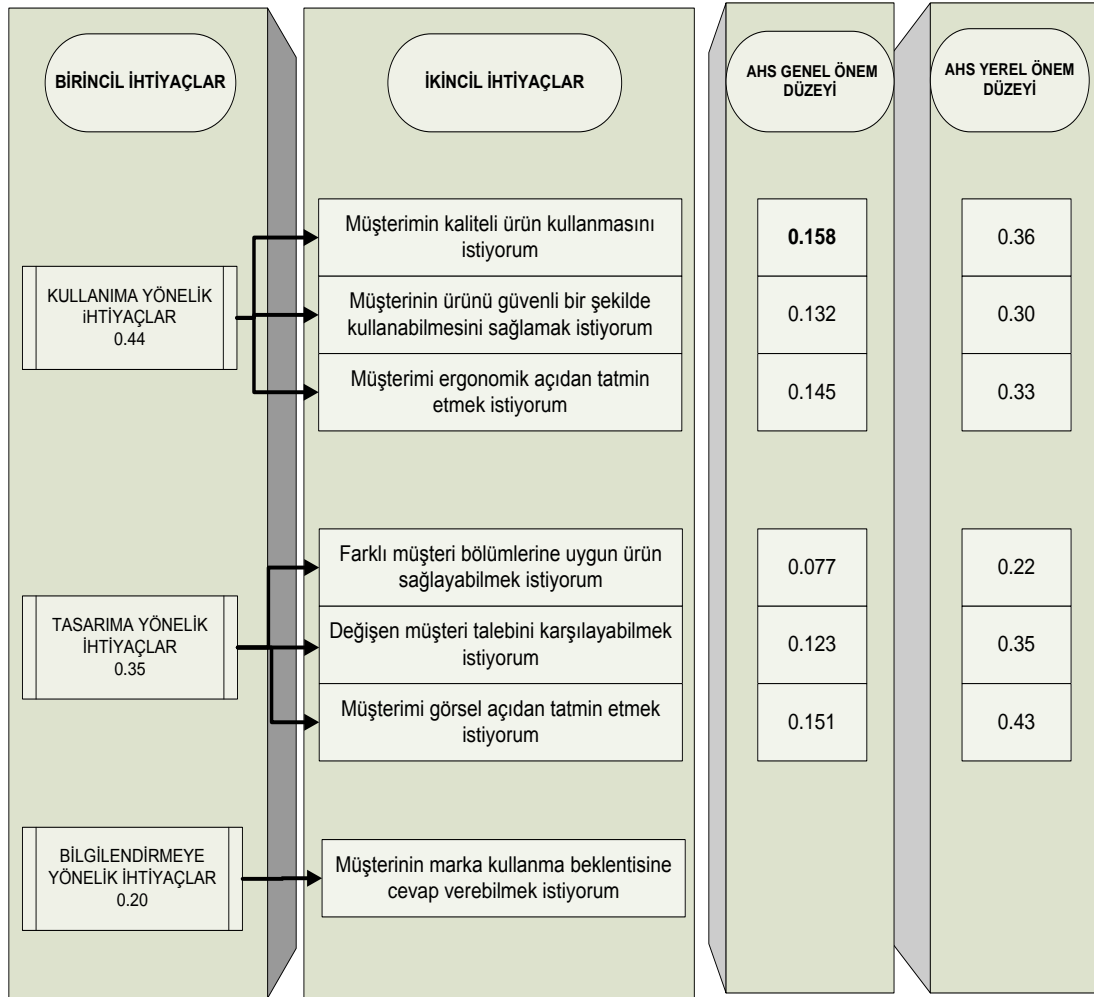 BİRİNCİL İHTİYAÇLAR
İKİNCİL İHTİYAÇLAR
AHS GENEL ÖNEM
DÜZEYİ
AHS YEREL ÖNEM
DÜZEYİ
KULLANIMA YÖNELİK
iHTİYAÇLAR
0.44
Müşterimin kaliteli ürün kullanmasını
istiyorum
0.158
0.36
Müşterinin ürünü güvenli bir şekilde
kullanabilmesini sağlamak istiyorum
0.132
0.30
Müşterimi ergonomik açıdan tatmin
etmek istiyorum
0.145
0.33
TASARIMA YÖNELİK
İHTİYAÇLAR
0.35
Farklı müşteri bölümlerine uygun ürün
sağlayabilmek istiyorum
0.077
0.22
Değişen müşteri talebini karşılayabilmek
istiyorum
0.123
0.35
Müşterimi görsel açıdan tatmin etmek
istiyorum
0.151
0.43
BİLGİLENDİRMEYE
YÖNELİK İHTİYAÇLAR
0.20
Müşterinin marka kullanma beklentisine
cevap verebilmek istiyorum